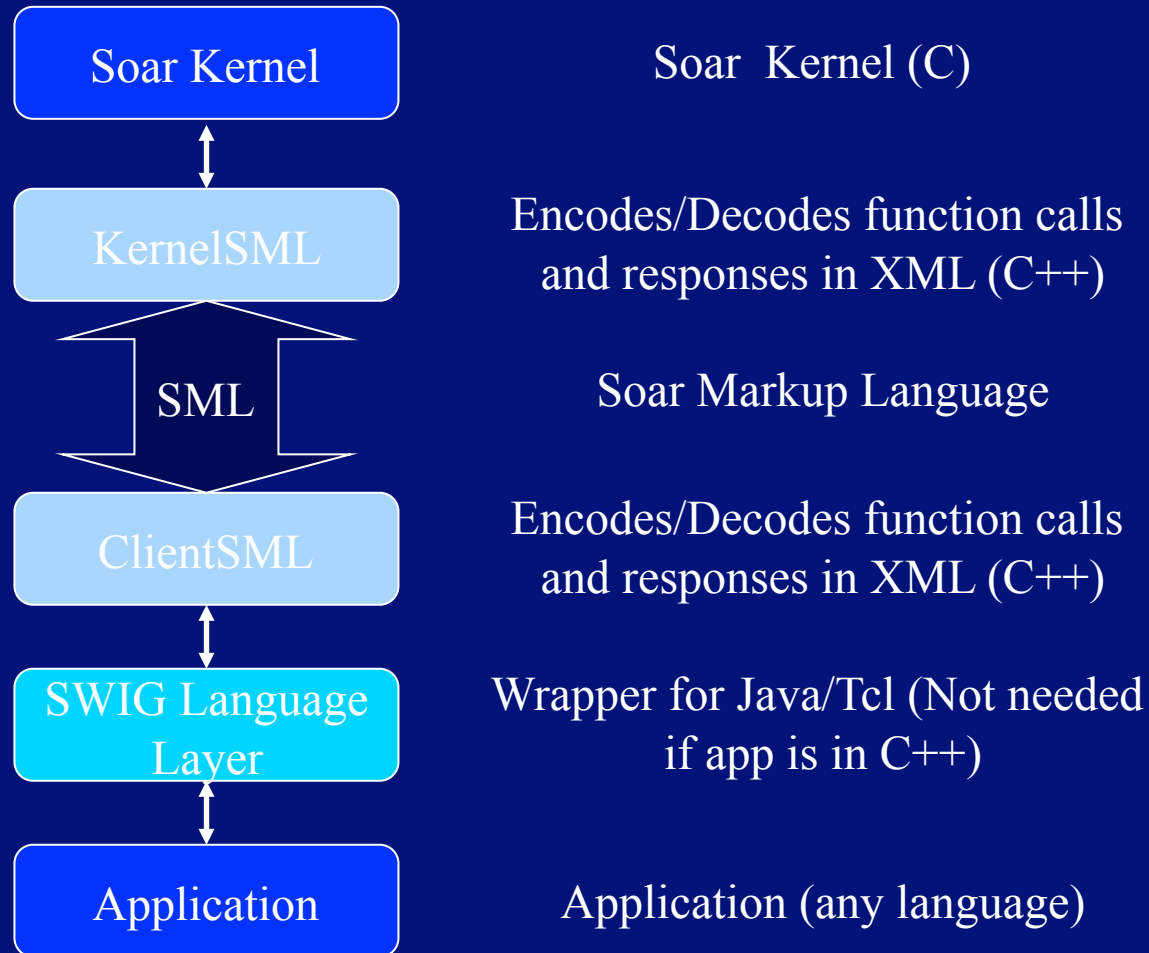 Soar Kernel
Soar Kernel (C)
KernelSML
Encodes/Decodes function calls
and responses in XML (C++)
SML
Soar Markup Language
ClientSML
Encodes/Decodes function calls
and responses in XML (C++)
SWIG Language
Layer
Wrapper for Java/Tcl (Not needed
if app is in C++)
Application
Application (any language)